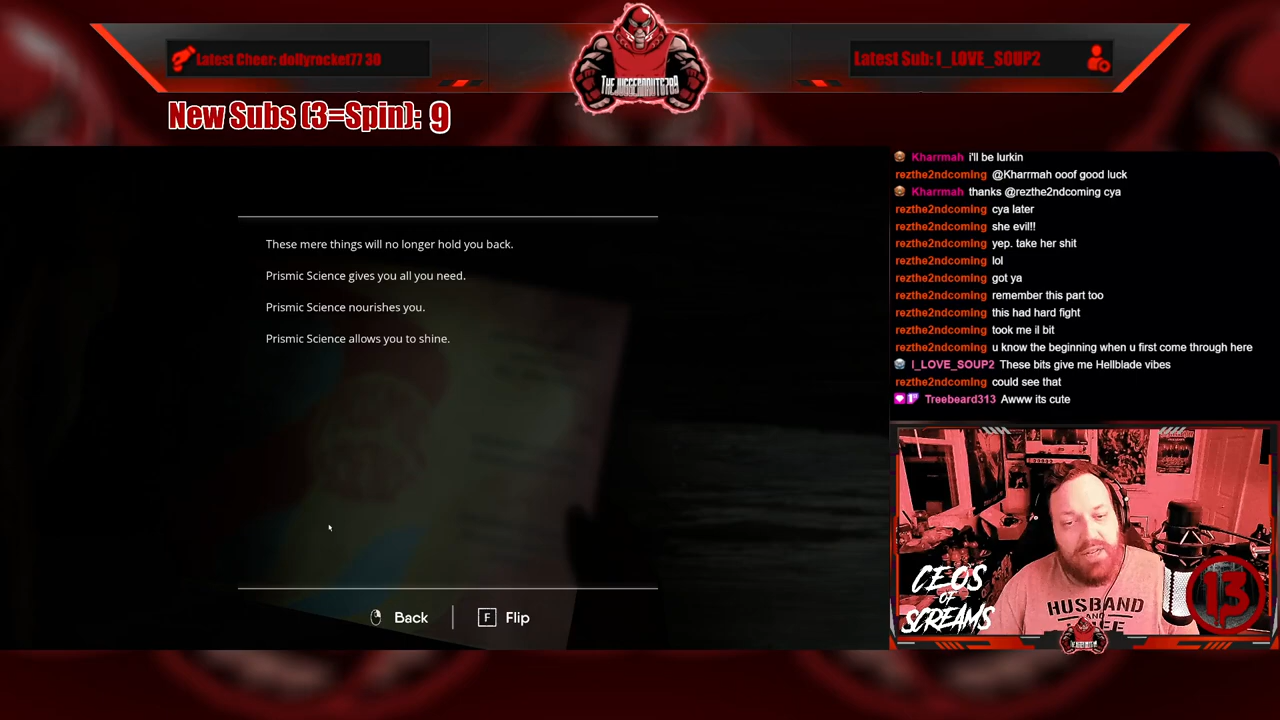 Latest Cheer: dollyrocket77 30
THEJUGGERNAUT6789
Latest Sub: I_LOVE_SOUP2
New Subs (3=Spin): 9
These mere things will no longer hold you back.
Prismic Science gives you all you need.
Prismic Science nourishes you.
Prismic Science allows you to shine.
Back
F Flip
Kharrmah i'll be lurkin
rezthe2ndcoming @Kharrmah ooof good luck
Kharrmah thanks @rezthe2ndcoming cya
rezthe2ndcoming cya later
rezthe2ndcoming she evil!!
rezthe2ndcoming yep. take her shit
rezthe2ndcoming lol
rezthe2ndcoming got ya
rezthe2ndcoming remember this part too
rezthe2ndcoming this had hard fight
rezthe2ndcoming took me il bit
rezthe2ndcoming u know the beginning when u first come through here
I_LOVE_SOUP2 These bits give me Hellblade vibes
rezthe2ndcoming could see that
Treebeard313 Awww its cute
CEOS
OF
SCREAMS
HUSBAND
AND
13